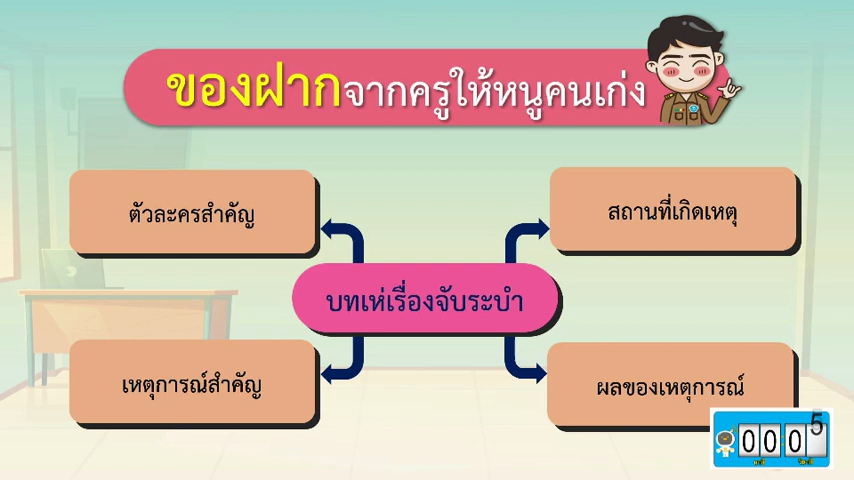 ของฝากจากครูให้หนูคนเก่ง
ตัวละครสำคัญ
สถานที่เกิดเหตุ
บทเห่เรื่องจับระบำ
เหตุการณ์สำคัญ
ผลของเหตุการณ์
0 0 0 5